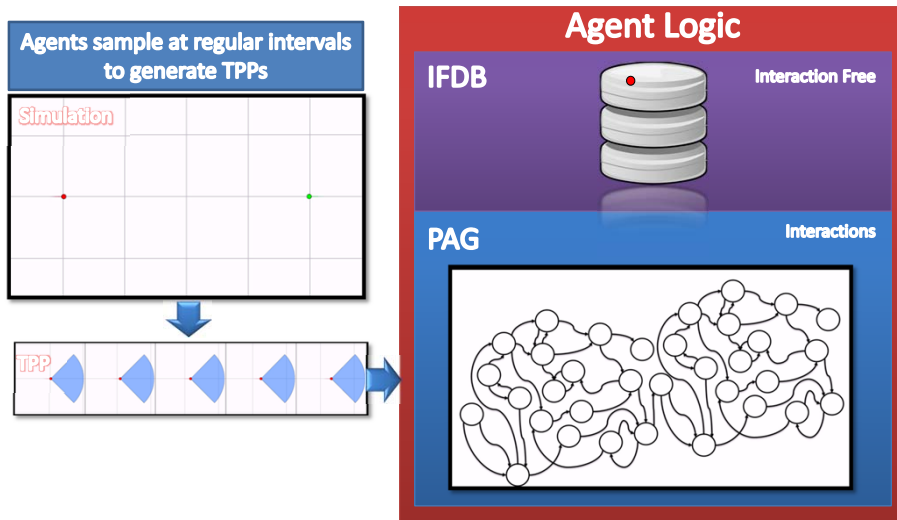 Agents sample at regular intervals
to generate TPPs
Simulation
TPP
Agent Logic
IFDB
Interaction Free
PAG
Interactions